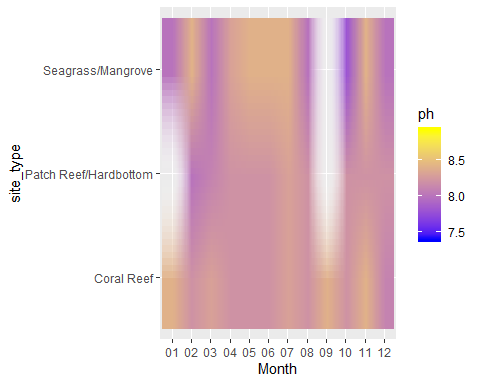 Seagrass/Mangrove
Patch Reef/Hardbottom
Coral Reef
site_type
01 02 03 04 05 06 07 08 09 10 11 12
Month
ph
8.5
8.0
7.5